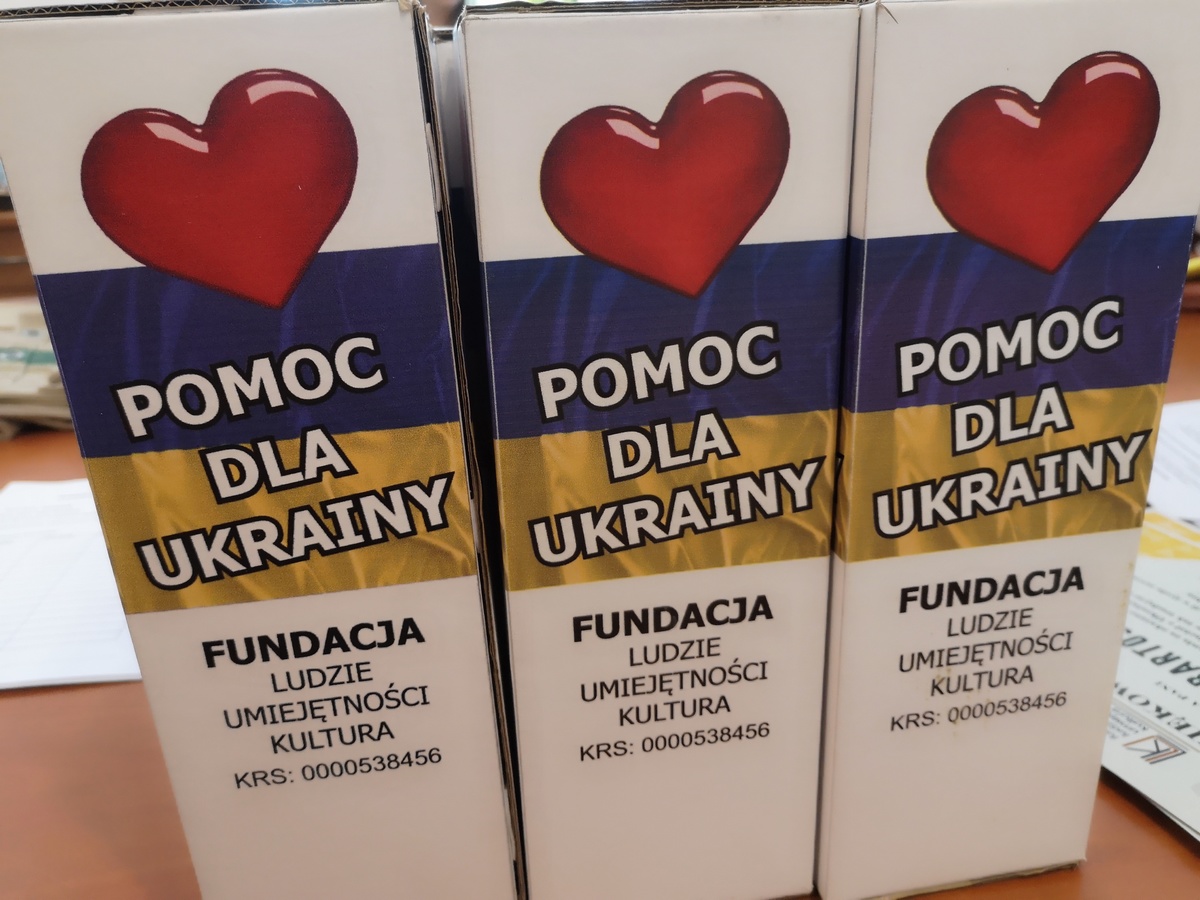 POMOC
DLA
UKRAINY
FUNDACJA
LUDZIE
UMIEJĘTNOŚCI
KULTURA
KRS: 0000538456
POMOC
DLA
UKRAINY
FUNDACJA
LUDZIE
UMIEJĘTNOŚCI
KULTURA
KRS: 0000538456
POMOC
DLA
UKRAINY
FUNDACJA
LUDZIE
UMIEJĘTNOŚCI
KULTURA
KRS: 0000538456